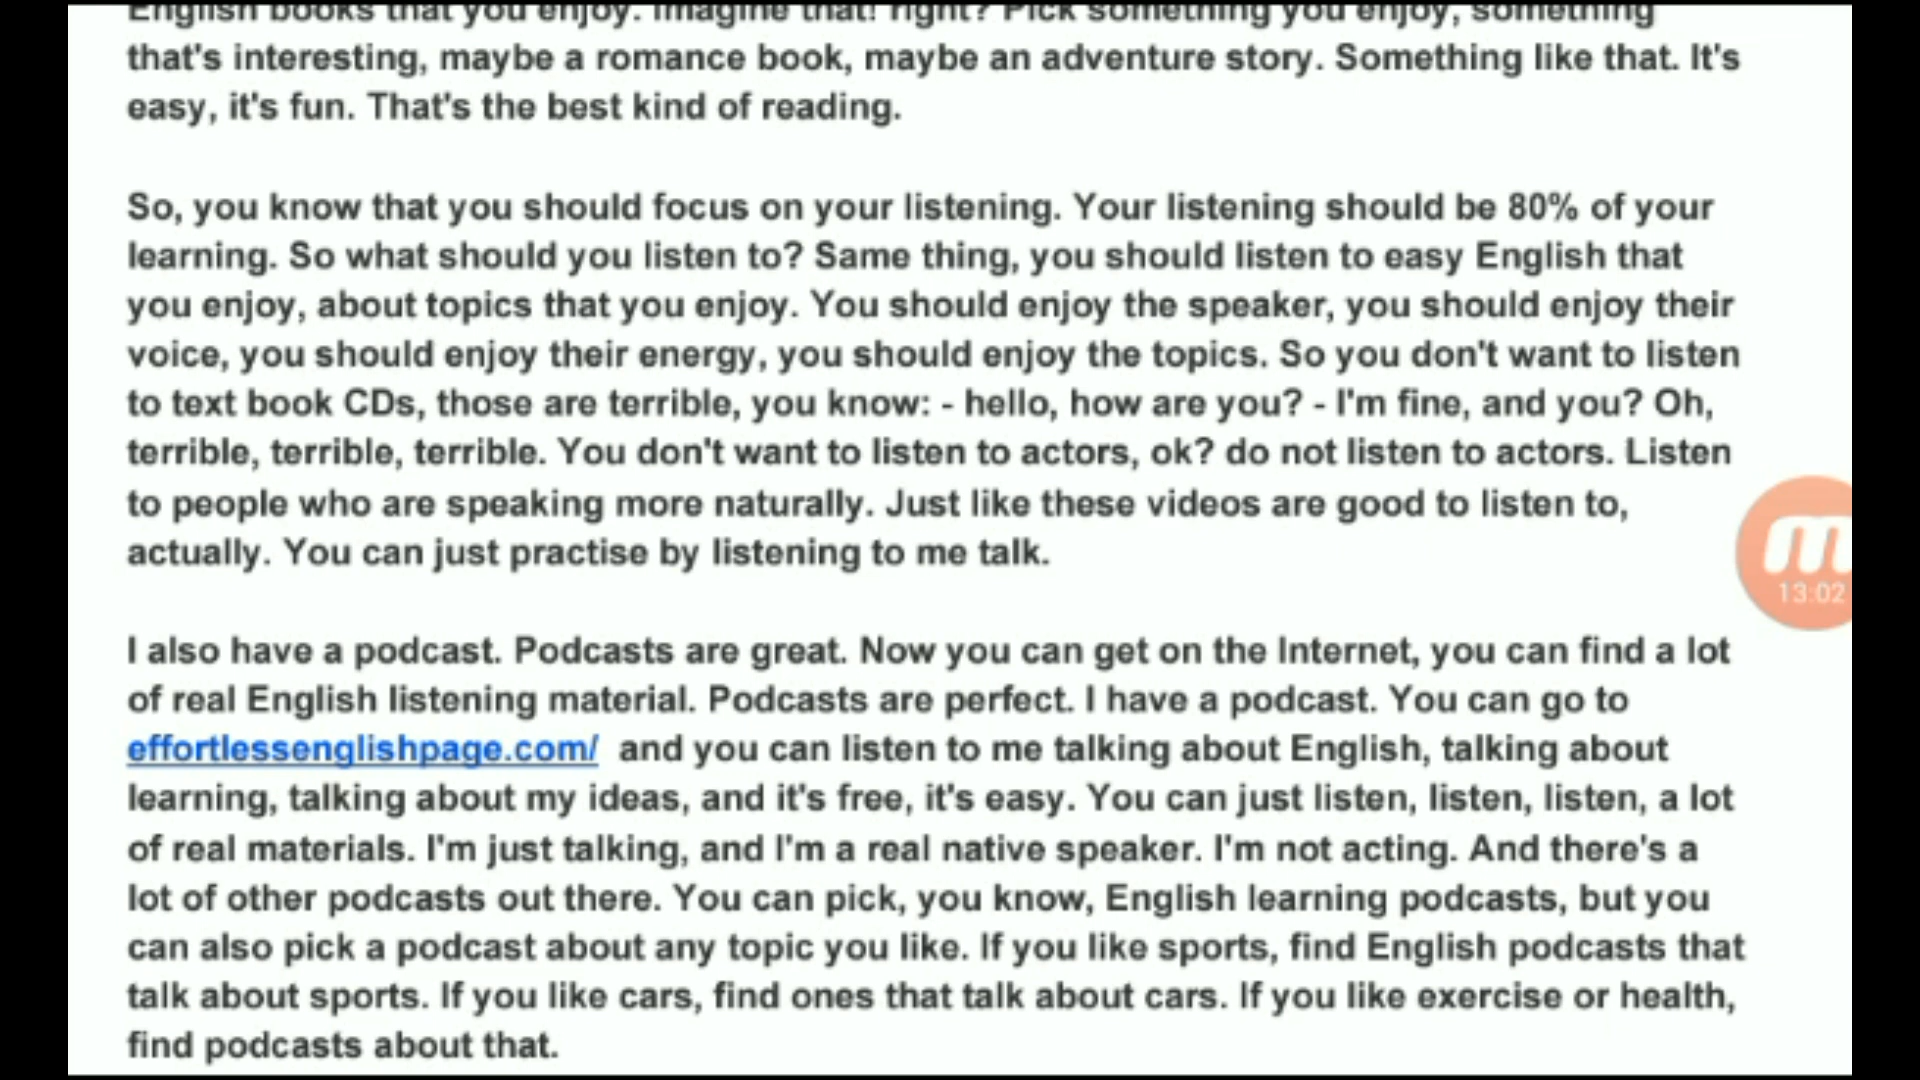 English books that you enjoy. Imagine that! right? Pick something you enjoy, something
that's interesting, maybe a romance book, maybe an adventure story. Something like that. It's
easy, it's fun. That's the best kind of reading.
So, you know that you should focus on your listening. Your listening should be 80% of your
learning. So what should you listen to? Same thing, you should listen to easy English that
you enjoy, about topics that you enjoy. You should enjoy the speaker, you should enjoy their
voice, you should enjoy their energy, you should enjoy the topics. So you don't want to listen
to text book CDs, those are terrible, you know: - hello, how are you? - I'm fine, and you? Oh,
terrible, terrible, terrible. You don't want to listen to actors, ok? do not listen to actors. Listen
to people who are speaking more naturally. Just like these videos are good to listen to,
actually. You can just practise by listening to me talk.
13:02
I also have a podcast. Podcasts are great. Now you can get on the Internet, you can find a lot
of real English listening material. Podcasts are perfect. I have a podcast. You can go to
effortlessenglishpage.com/ and you can listen to me talking about English, talking about
learning, talking about my ideas, and it's free, it's easy. You can just listen, listen, listen, a lot
of real materials. I'm just talking, and I'm a real native speaker. I'm not acting. And there's a
lot of other podcasts out there. You can pick, you know, English learning podcasts, but you
can also pick a podcast about any topic you like. If you like sports, find English podcasts that
talk about sports. If you like cars, find ones that talk about cars. If you like exercise or health,
find podcasts about that.